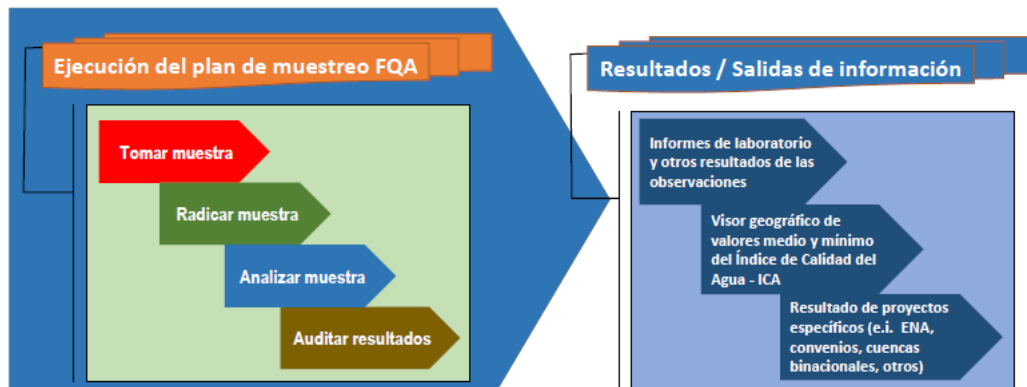 Ejecución del plan de muestreo FQA
Tomar muestra
Radicar muestra
Analizar muestra
Auditar resultados
Resultados / Salidas de información
Informes de laboratorio
y otros resultados de las
observaciones
Visor geográfico de
valores medio y mínimo
del Índice de Calidad del
Agua - ICA
Resultado de proyectos
específicos (e.i. ENA,
convenios, cuencas
binacionales, otros)